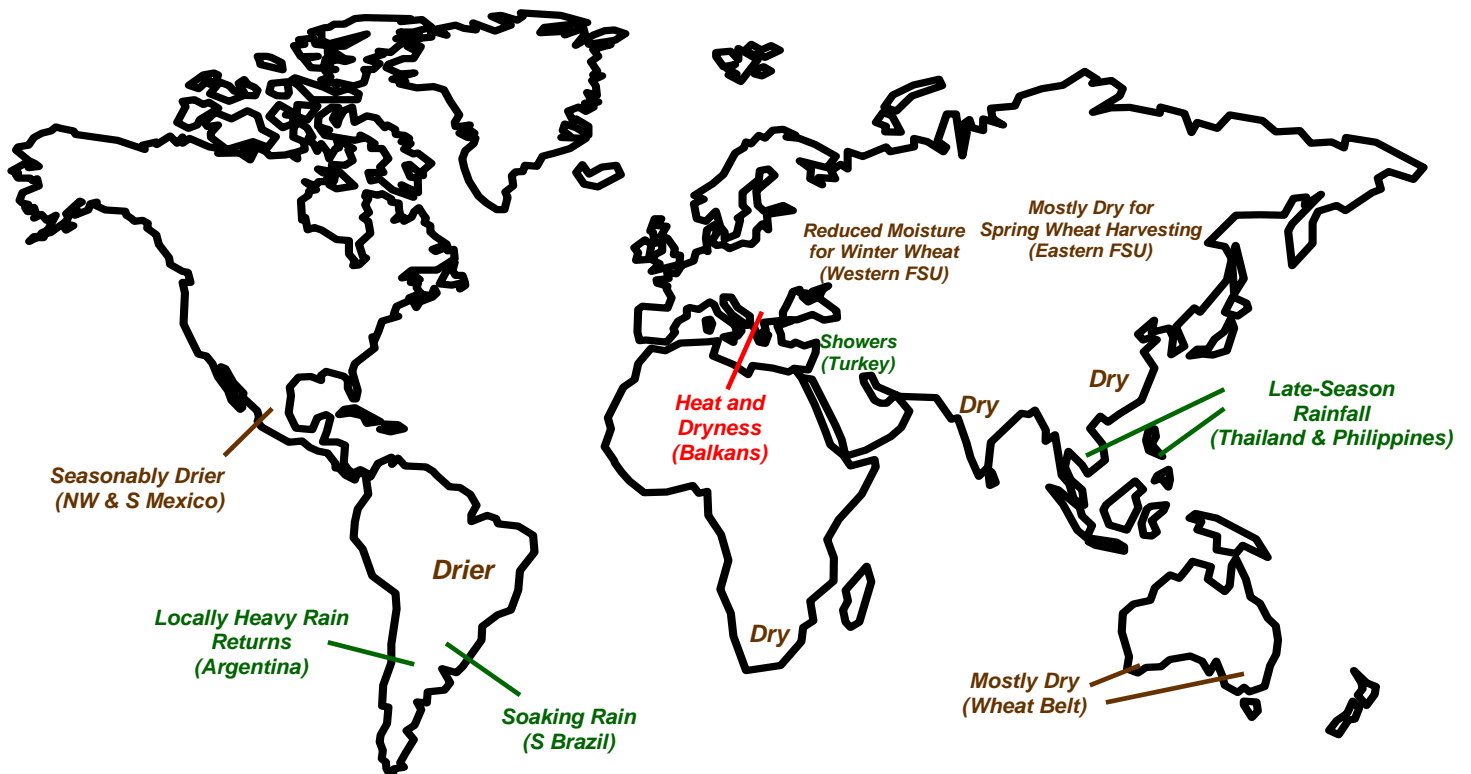 Mostly Dry for
Spring Wheat Harvesting
(Eastern FSU)
Reduced Moisture
for Winter Wheat
(Western FSU)
Showers
(Turkey)
Dry
Dry
Late-Season
Rainfall
(Thailand & Philippines)
Heat and
Dryness
(Balkans)
Seasonably Drier
(NW & S Mexico)
Drier
Locally Heavy Rain
Returns
(Argentina)
Dry
Soaking Rain
(S Brazil)
Mostly Dry
(Wheat Belt)